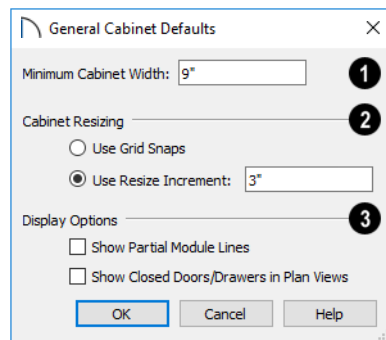 General Cabinet Defaults
Minimum Cabinet Width: 9" 1
Cabinet Resizing 2
Use Grid Snaps
Use Resize Increment: 3"
Display Options 3
Show Partial Module Lines
Show Closed Doors/Drawers in Plan Views
OK Cancel Help